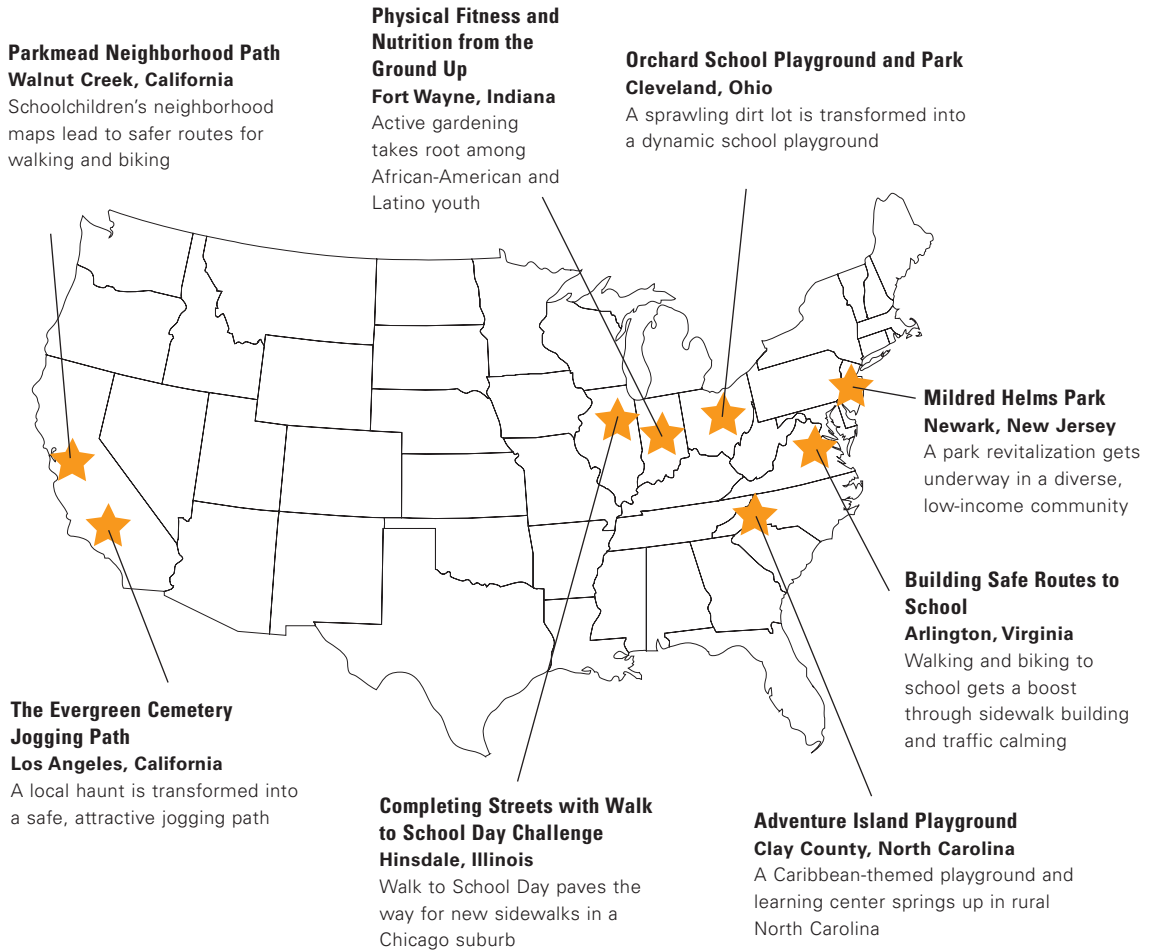 Parkmead Neighborhood Path
Walnut Creek, California
Schoolchildren’s neighborhood
maps lead to safer routes for
walking and biking
Physical Fitness and
Nutrition from the
Ground Up
Fort Wayne, Indiana
Active gardening
takes root among
African-American and
Latino youth
Orchard School Playground and Park
Cleveland, Ohio
A sprawling dirt lot is transformed into
a dynamic school playground
Mildred Helms Park
Newark, New Jersey
A park revitalization gets
underway in a diverse,
low-income community
Building Safe Routes to
School
Arlington, Virginia
Walking and biking to
school gets a boost
through sidewalk building
and traffic calming
The Evergreen Cemetery
Jogging Path
Los Angeles, California
A local haunt is transformed into
a safe, attractive jogging path
Completing Streets with Walk
to School Day Challenge
Hinsdale, Illinois
Walk to School Day paves the
way for new sidewalks in a
Chicago suburb
Adventure Island Playground
Clay County, North Carolina
A Caribbean-themed playground and
learning center springs up in rural
North Carolina